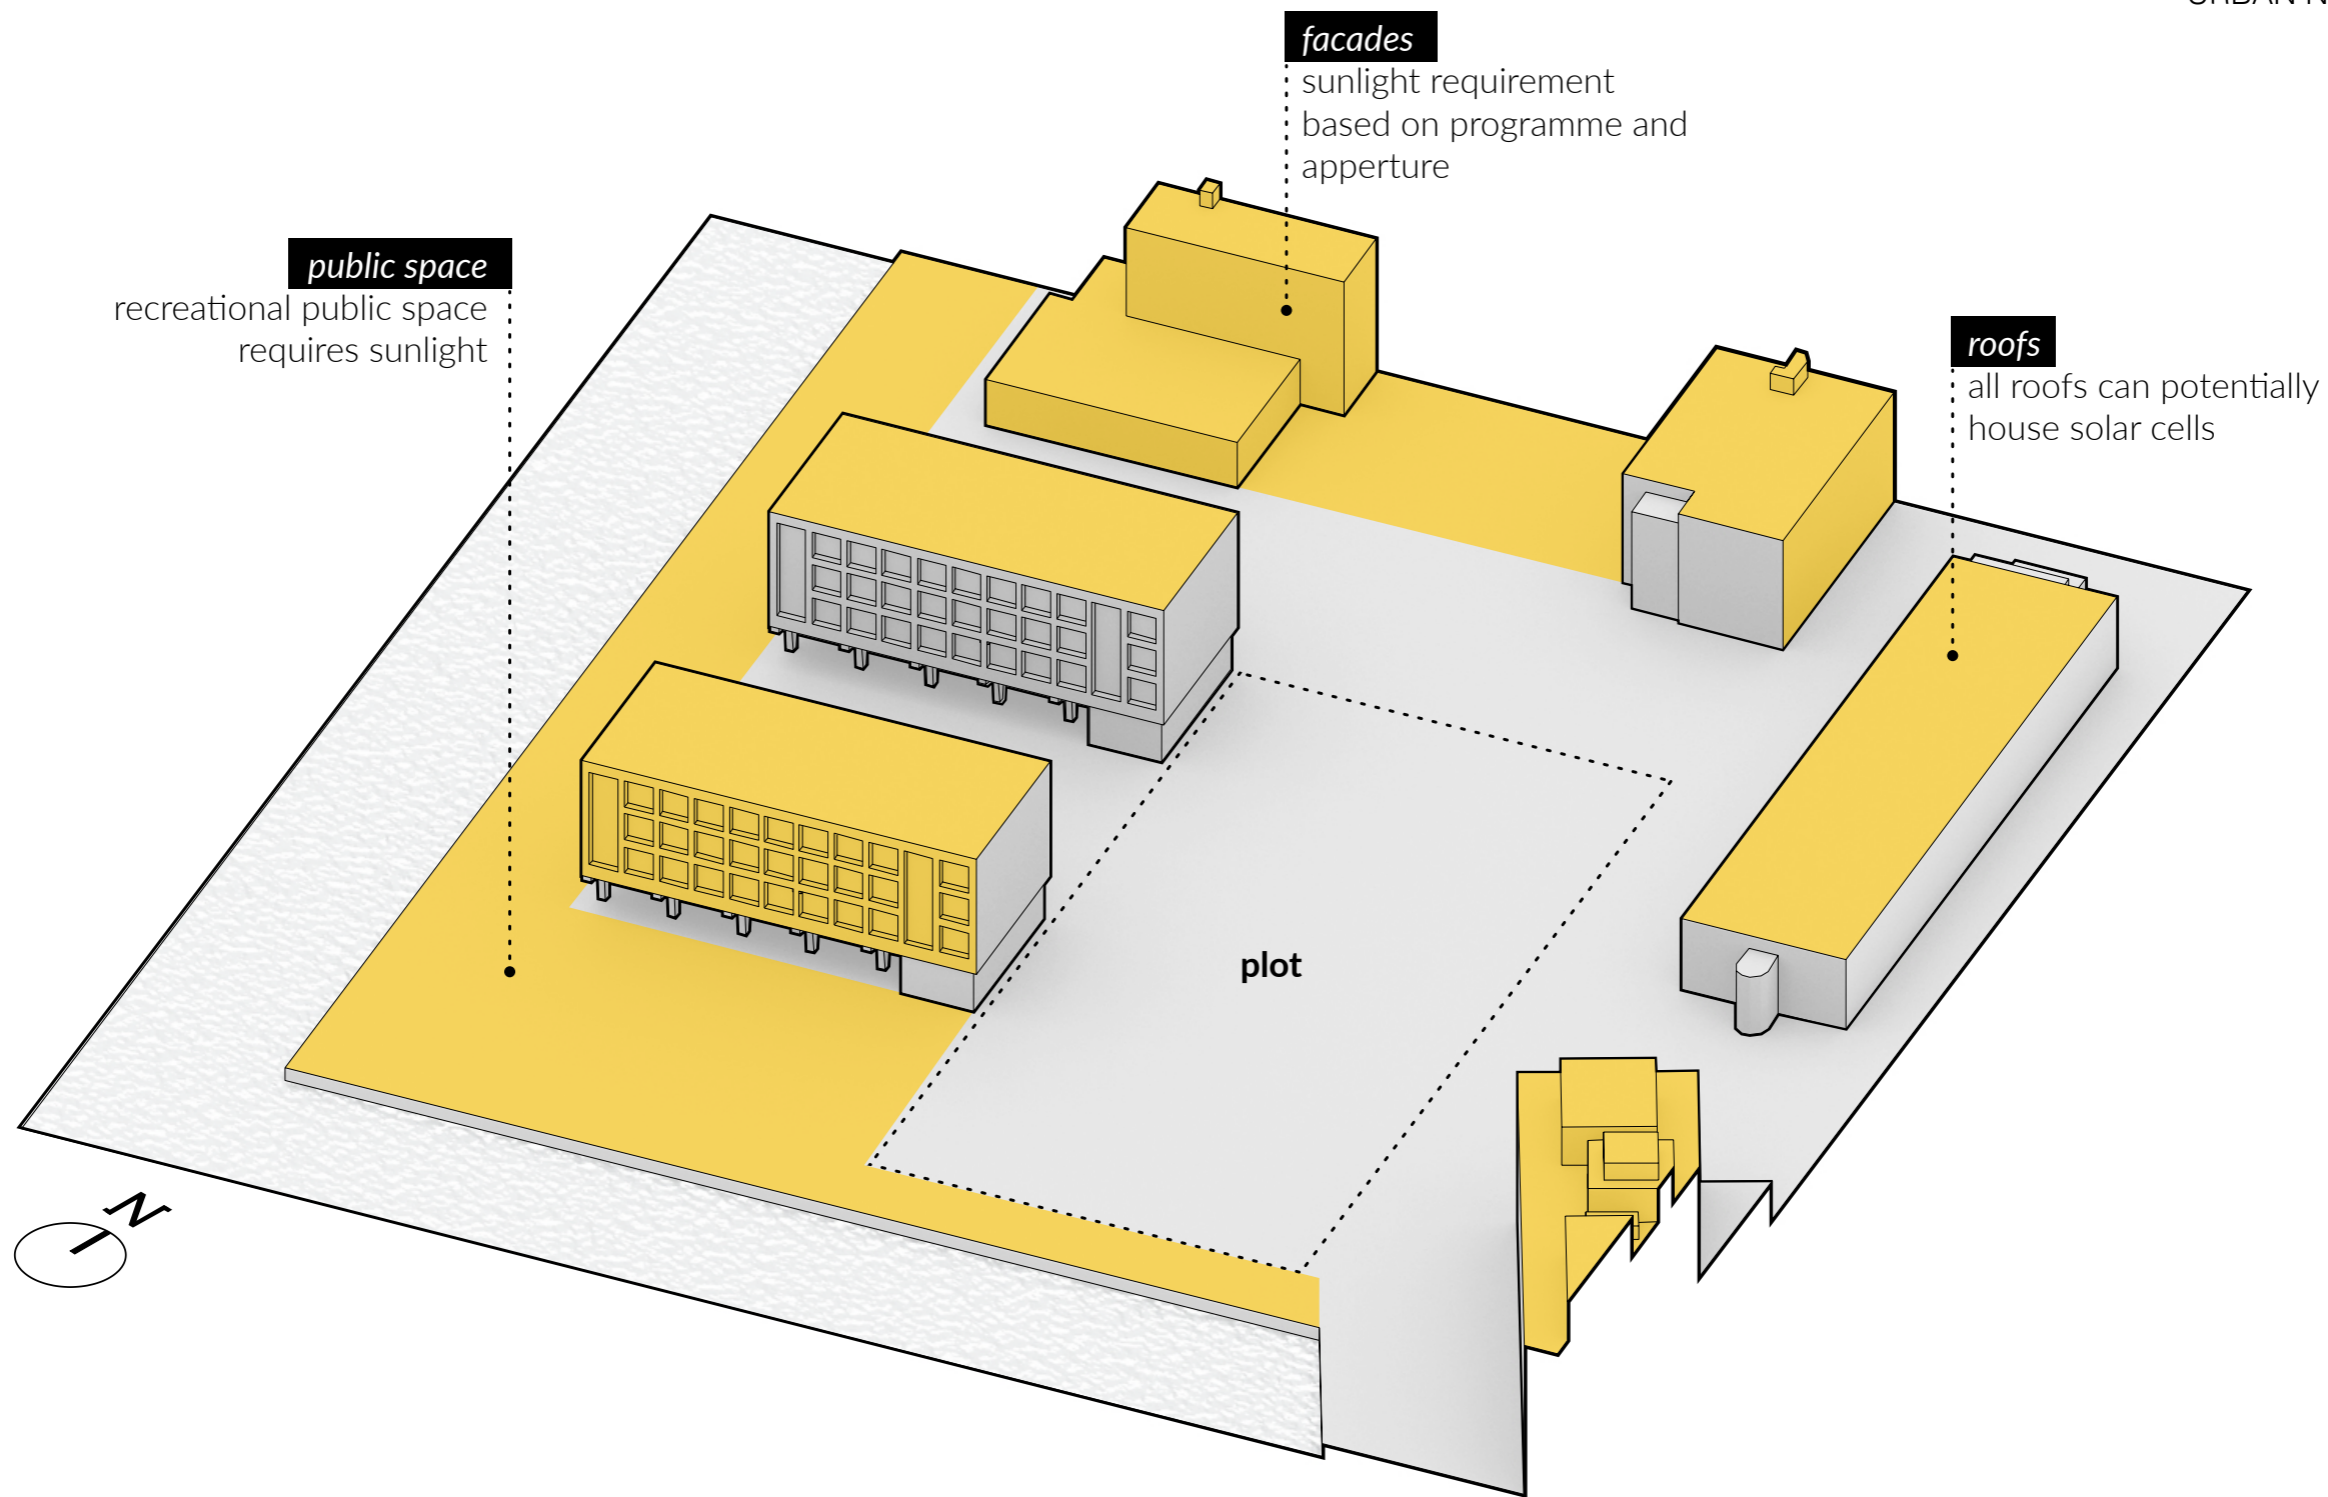 facades
sunlight requirement
based on programme and
apperture
public space
recreational public space
requires sunlight
roofs
all roofs can potentially
house solar cells
plot
N